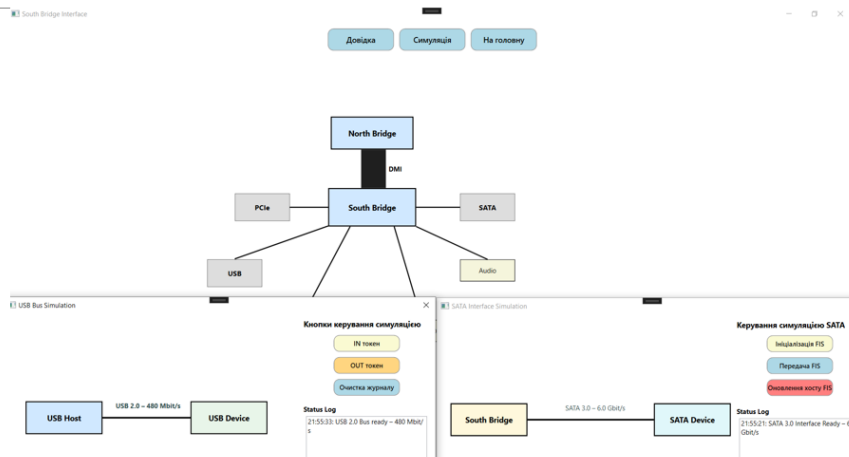 South Bridge Interface
Довідка
Симуляція
На головну
North Bridge
DMI
PCIe
South Bridge
SATA
USB
Audio
USB Bus Simulation
Кнопки керування симуляцією
IN токен
OUT токен
Очистка журналу
USB 2.0 – 480 Mbit/s
USB Host
USB Device
Status Log
21:55:33: USB 2.0 Bus ready – 480 Mbit/
s
SATA Interface Simulation
Керування симуляцією SATA
Ініціалізація FIS
Передача FIS
Оновлення хосту FIS
SATA 3.0 – 6.0 Gbit/s
South Bridge
SATA Device
Status Log
21:55:21: SATA 3.0 Interface Ready – 6
Gbit/s